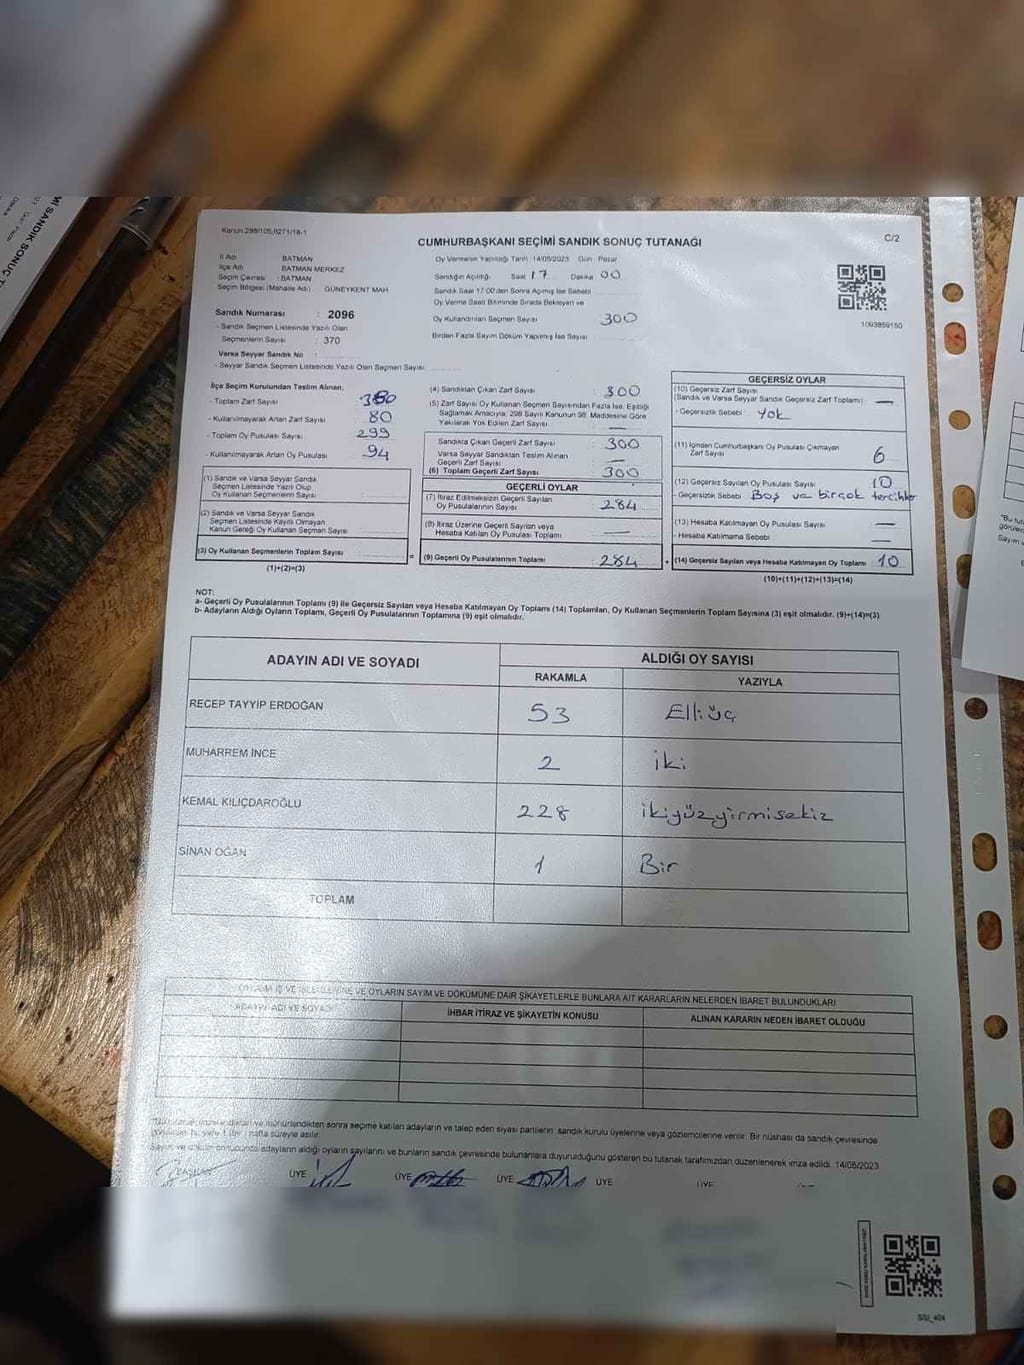 Kanun 298/105,6271/18-1
CUMHURBAŞKANI SEÇİMİ SANDIK SONUÇ TUTANAĞI
C/2
İl Adı : BATMAN
İlçe Adı : BATMAN MERKEZ
Seçim Çevresi : BATMAN
Seçim Bölgesi (Mahalle Adı) : GÜNEYKENT MAH
Oy Vermenin Yapıldığı Tarih : 14/05/2023 Gün : Pazar
Sandığın Açıldığı Saat 17 Dakika 00
Sandık Saat 17:00'den Sonra Açılmış İse Sebebi
Oy Verme Saati Bitiminde Sırada Bekleyen ve
Oy Kullandırılan Seçmen Sayısı 300
Birden Fazla Sayım Döküm Yapılmış İse Sayısı
1093859150
Sandık Numarası : 2096
- Sandık Seçmen Listesinde Yazılı Olan
Seçmenlerin Sayısı : 370
Varsa Seyyar Sandık No :
- Seyyar Sandık Seçmen Listesinde Yazılı Olan Seçmen Sayısı
İlçe Seçim Kurulundan Teslim Alınan;
- Toplam Zarf Sayısı
- Kullanılmayarak Artan Zarf Sayısı : 80
- Toplam Oy Pusulası Sayısı : 299
- Kullanılmayarak Artan Oy Pusulası : 94
(1) Sandık ve Varsa Seyyar Sandık
Seçmen Listesinde Yazılı Olup
Oy Kullanan Seçmenlerin Sayısı
(2) Sandık ve Varsa Seyyar Sandık
Seçmen Listesinde Kayıtlı Olmayan
Kanun Gereği Oy Kullanan Seçmen Sayısı
(3) Oy Kullanan Seçmenlerin Toplam Sayısı
(1)+(2)=(3)
=
(4) Sandıktan Çıkan Zarf Sayısı : 300
(5) Zarf Sayısı Oy Kullanan Seçmen Sayısından Fazla İse, Eşitliği
Sağlamak Amacıyla; 298 Sayılı Kanunun 98. Maddesine Göre
Yakılarak Yok Edilen Zarf Sayısı : —
Sandıkta Çıkan Geçerli Zarf Sayısı : 300
Varsa Seyyar Sandıktan Teslim Alınan
Geçerli Zarf Sayısı : —
(6) Toplam Geçerli Zarf Sayısı : 300
GEÇERLİ OYLAR
(7) İtiraz Edilmeksizin Geçerli Sayılan
Oy Pusulalarının Sayısı : 284
(8) İtiraz Üzerine Geçerli Sayılan veya
Hesaba Katılan Oy Pusulası Toplamı : —
(9) Geçerli Oy Pusulalarının Toplamı : 284
+
GEÇERSİZ OYLAR
(10) Geçersiz Zarf Sayısı
(Sandık ve Varsa Seyyar Sandık Geçersiz Zarf Toplamı) : —
- Geçersizlik Sebebi : Yok
(11) İçinden Cumhurbaşkanı Oy Pusulası Çıkmayan
Zarf Sayısı : 6
(12) Geçersiz Sayılan Oy Pusulası Sayısı : 10
- Geçersizlik Sebebi : Boş ve birçok tercihler
(13) Hesaba Katılmayan Oy Pusulası Sayısı : —
- Hesaba Katılmama Sebebi : —
(14) Geçersiz Sayılan veya Hesaba Katılmayan Oy Toplamı : 10
(10)+(11)+(12)+(13)=(14)
NOT:
a- Geçerli Oy Pusulalarının Toplamı (9) ile Geçersiz Sayılan veya Hesaba Katılmayan Oy Toplamı (14) Toplamları, Oy Kullanan Seçmenlerin Toplam Sayısına (3) eşit olmalıdır. (9)+(14)=(3)
b- Adayların Aldığı Oyların Toplamı, Geçerli Oy Pusulalarının Toplamına (9) eşit olmalıdır.
ADAYIN ADI VE SOYADI
ALDIĞI OY SAYISI
RAKAMLA YAZIYLA
RECEP TAYYİP ERDOĞAN 53 Elliüç
MUHARREM İNCE 2 iki
KEMAL KILIÇDAROĞLU 228 ikiyüzyirmisekiz
SİNAN OĞAN 1 Bir
TOPLAM
VE OYLARIN SAYIM VE DÖKÜMÜNE DAİR ŞİKAYETLERLE BUNLARA AİT KARARLARIN NELERDEN İBARET BULUNDUKLARI
ADAYIN ADI VE SOYADI
İHBAR İTİRAZ VE ŞİKAYETİN KONUSU
ALINAN KARARIN NEDEN İBARET OLDUĞU
mühürlendikten sonra seçime katılan adayların ve talep eden siyasi partilerin sandık kurulu üyelerine veya gözlemcilerine verilir. Bir nüshası da sandık çevresinde
hafta süreyle asılır.
adayların aldığı oyların sayılarını ve bunların sandık çevresinde bulunanlara duyurulduğunu gösteren bu tutanak tarafımızdan düzenlenerek imza edildi. 14/05/2023
BAŞKAN ÜYE ÜYE ÜYE ÜYE ÜYE
SSI_404